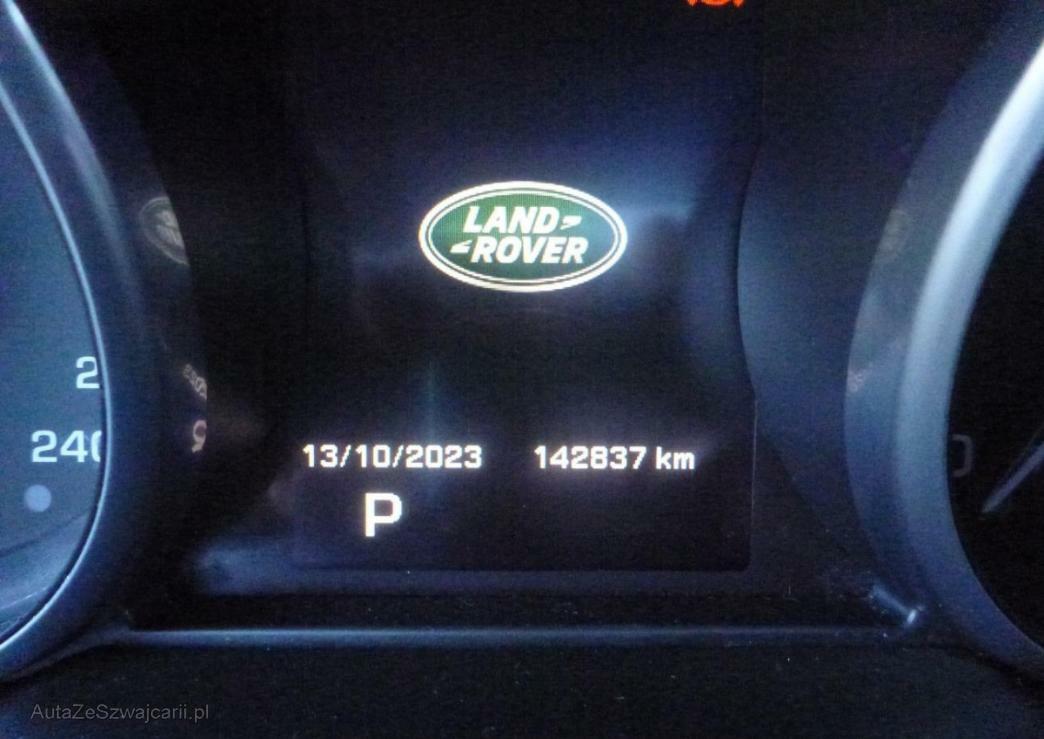 LAND
ROVER
240
13/10/2023 142837 km
P
AutaZeSzwajcarii.pl